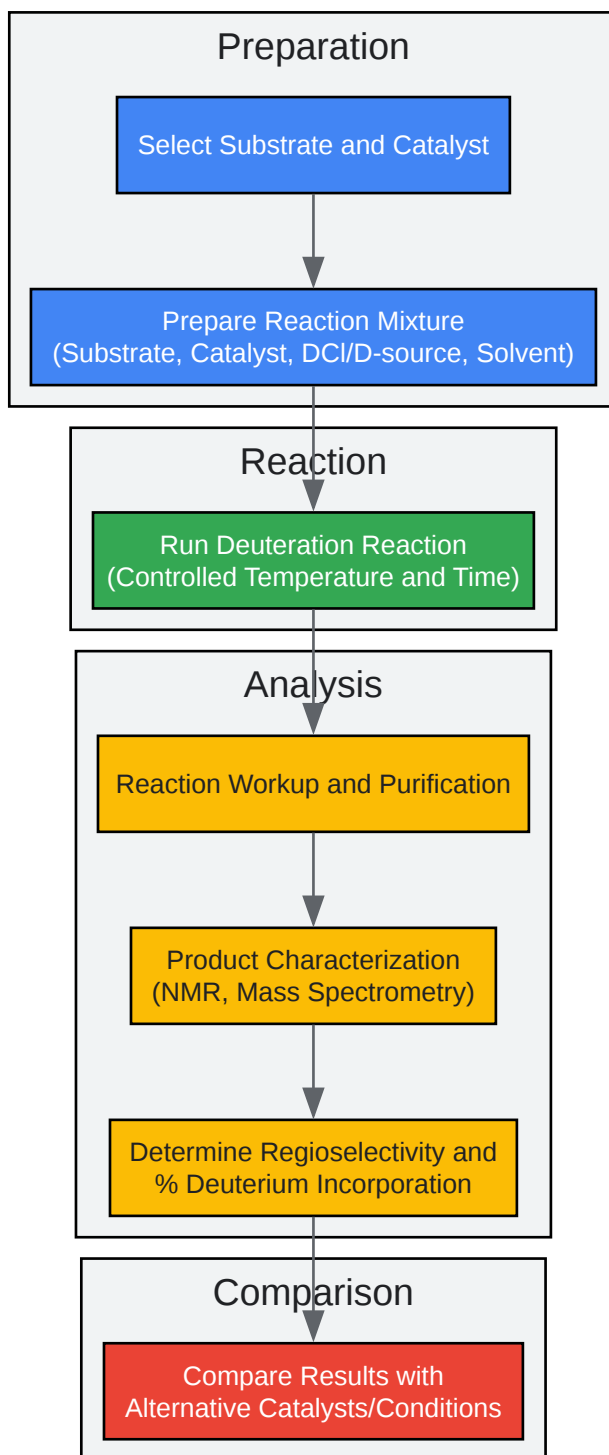 Preparation
Select Substrate and Catalyst
Prepare Reaction Mixture
(Substrate, Catalyst, DCl/D-source, Solvent)
Reaction
Run Deuteration Reaction
(Controlled Temperature and Time)
Analysis
Reaction Workup and Purification
Product Characterization
(NMR, Mass Spectrometry)
Determine Regioselectivity and
% Deuterium Incorporation
Comparison
Compare Results with
Alternative Catalysts/Conditions